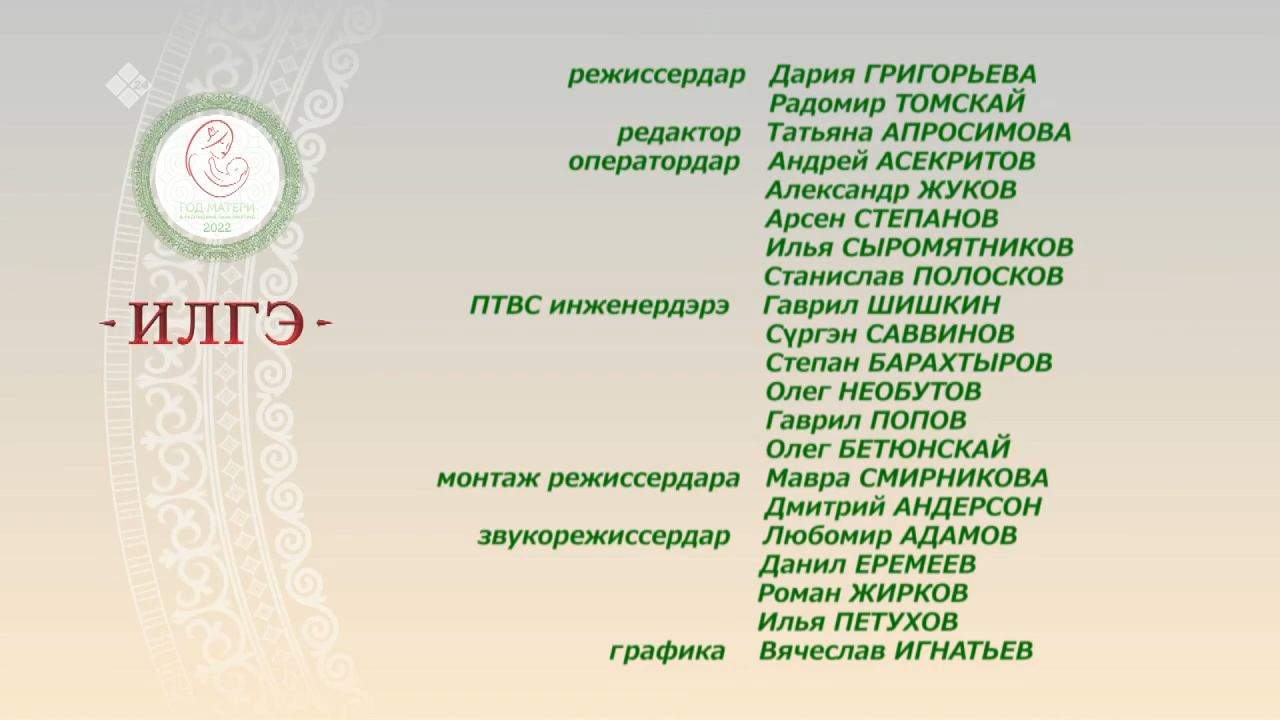 режиссердар Дария ГРИГОРЬЕВА
Радомир ТОМСКАЙ
редактор Татьяна АПРОСИМОВА
оператордар Андрей АСЕКРИТОВ
Александр ЖУКОВ
Арсен СТЕПАНОВ
Илья СЫРОМЯТНИКОВ
Станислав ПОЛОСКОВ
ПТВС инженердэрэ Гаврил ШИШКИН
Сүргэн САВВИНОВ
Степан БАРАХТЫРОВ
Олег НЕОБУТОВ
Гаврил ПОПОВ
Олег БЕТЮНСКАЙ
монтаж режиссердара Мавра СМИРНИКОВА
Дмитрий АНДЕРСОН
звукорежиссердар Любомир АДАМОВ
Данил ЕРЕМЕЕВ
Роман ЖИРКОВ
Илья ПЕТУХОВ
графика Вячеслав ИГНАТЬЕВ
24
ГОД МАТЕРИ
2022
ИЛГЭ